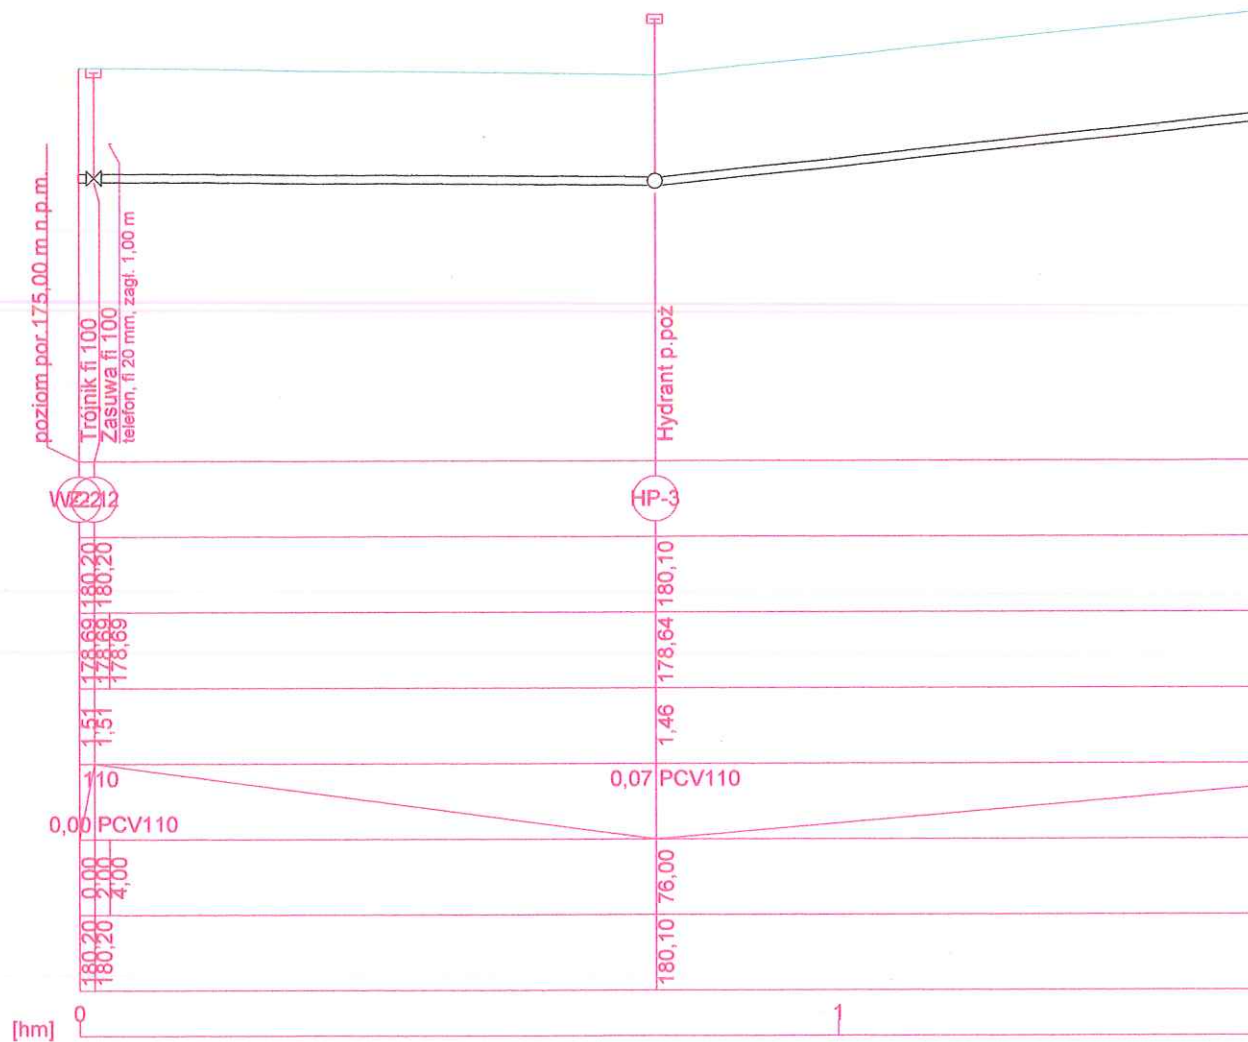 poziom por.175,00 m n.p.m.
Trójnik fi 100
Zasuwa fi 100
telefon, fi 20 mm, zagł. 1,00 m
Hydrant p.poż
HP-3
180,20
180,20
180,10
178,69
178,69
178,69
178,64
1,51
1,51
1,46
110
0,07 PCV110
0,00 PCV110
0,00
2,00
4,00
76,00
180,20
180,20
180,10
[hm]
0
1